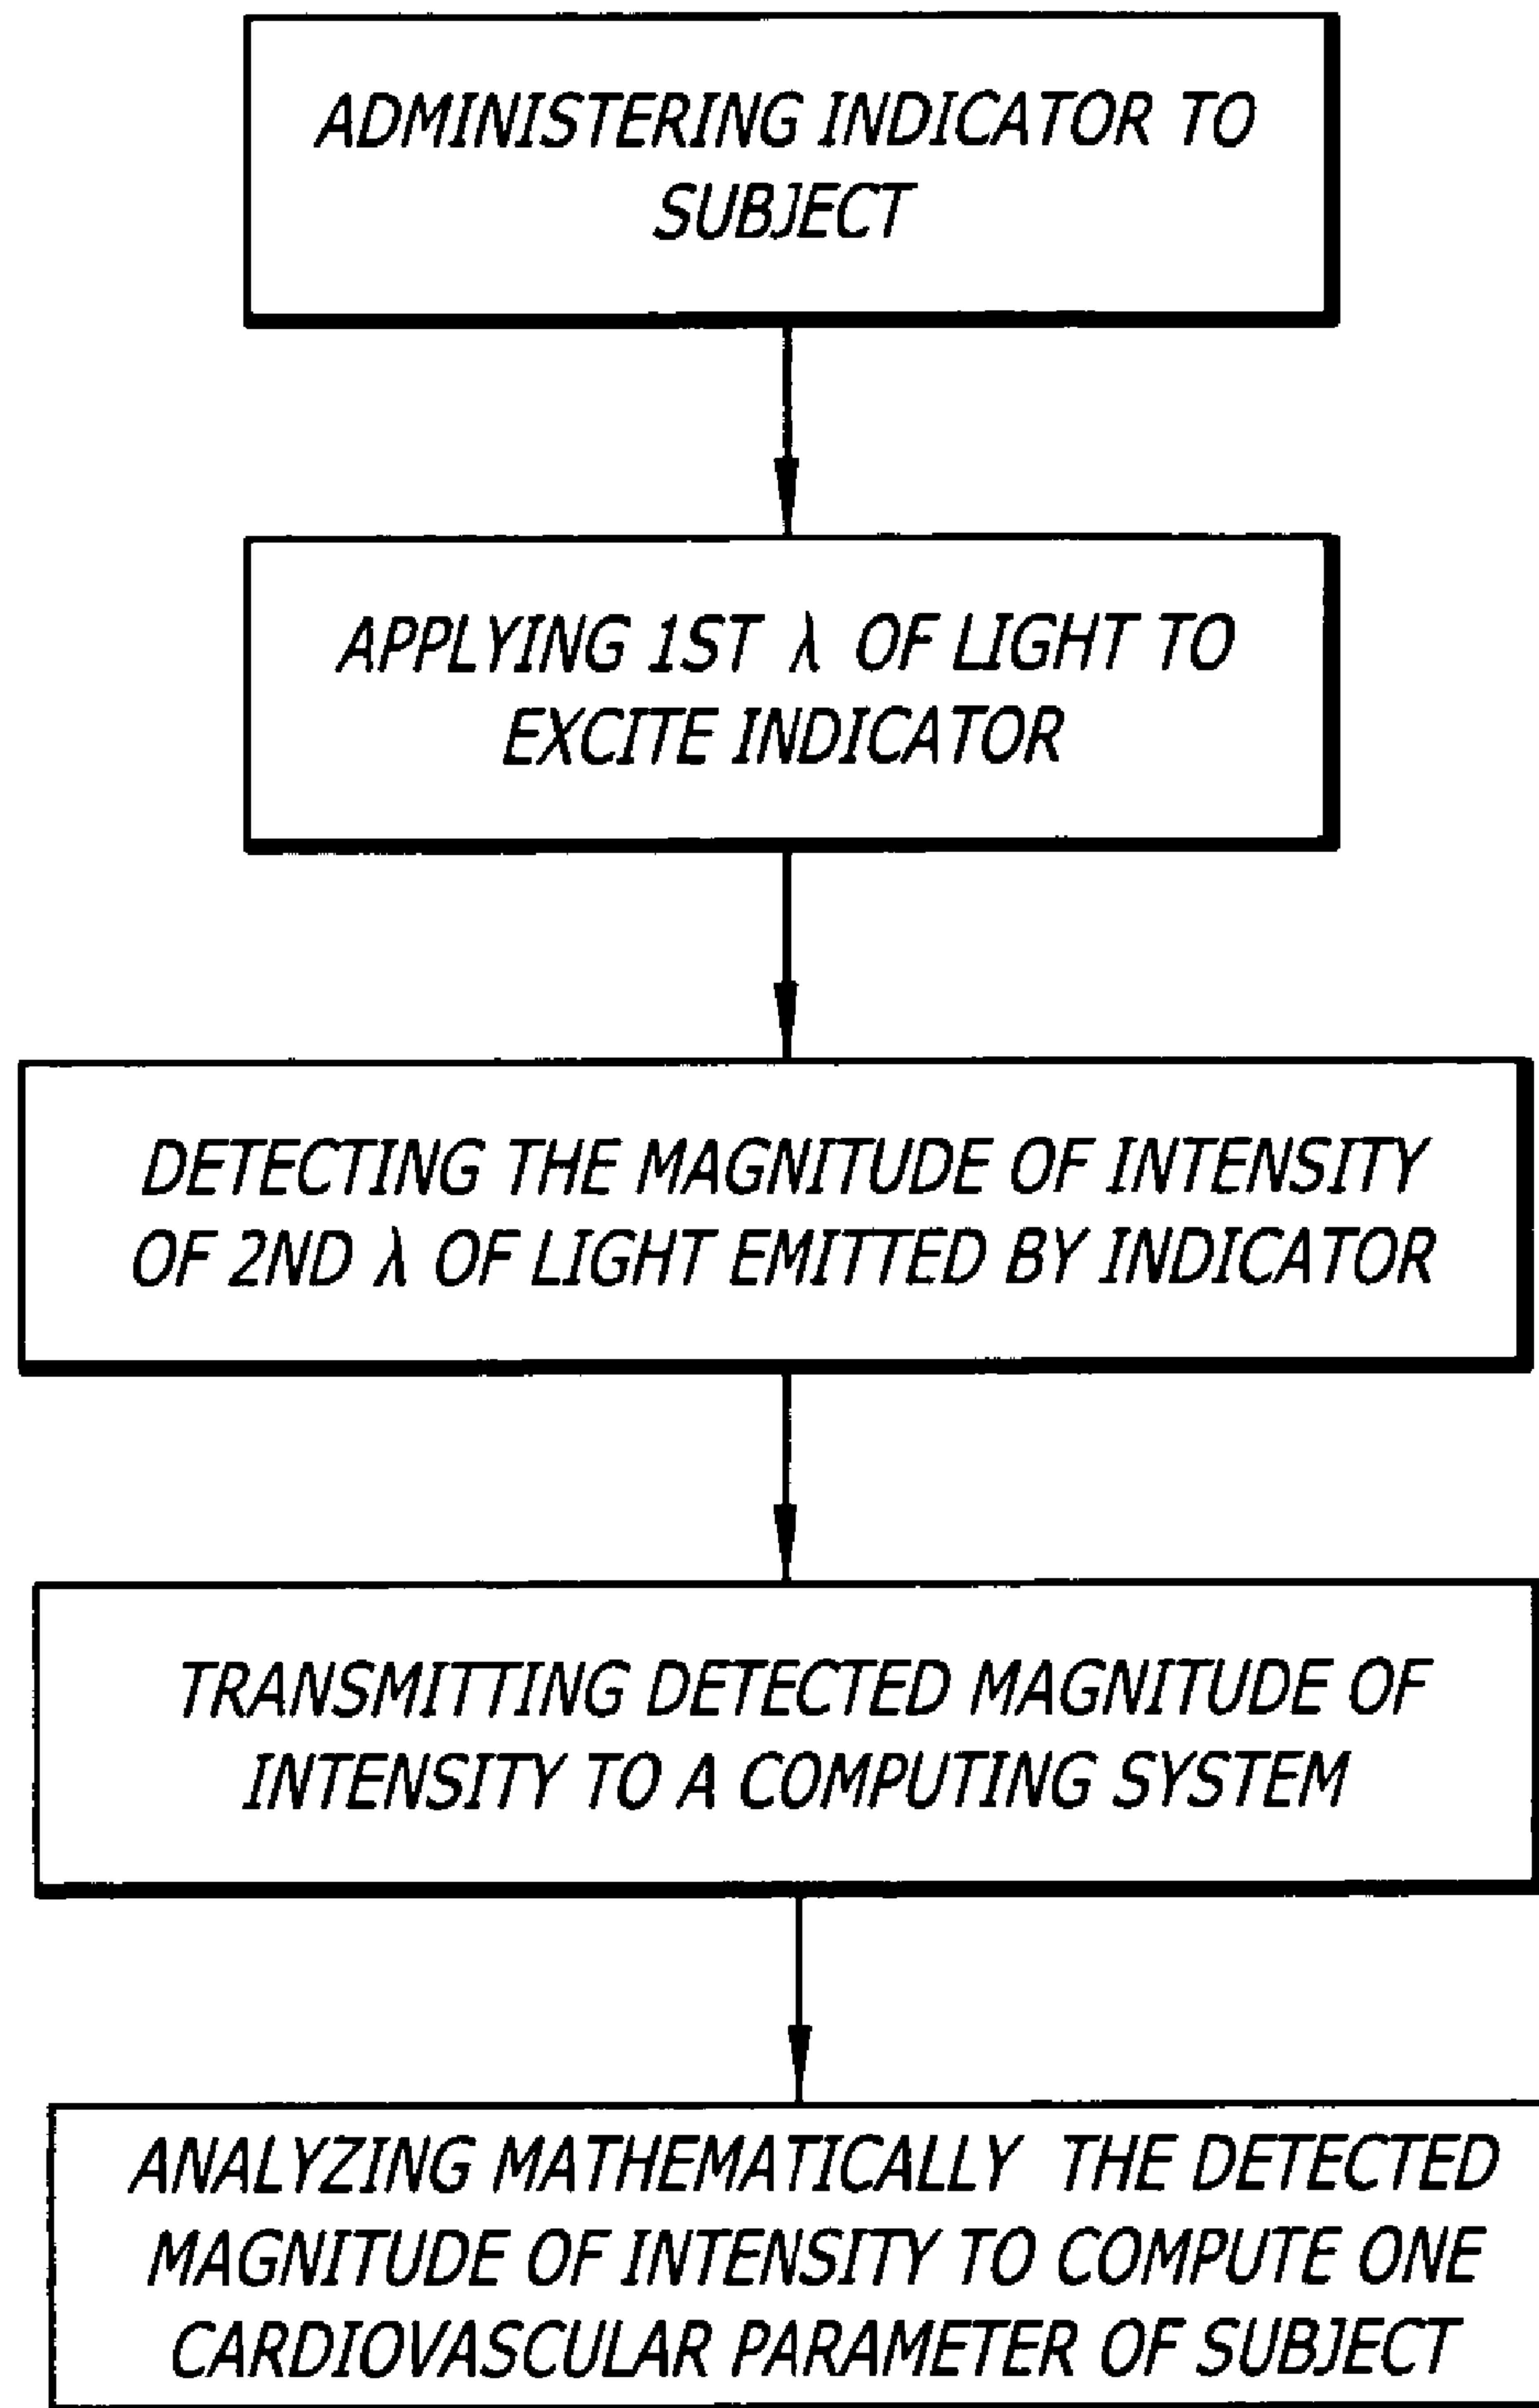 ADMINISTERING INDICATOR TO
SUBJECT
APPLYING 1ST λ OF LIGHT TO
EXCITE INDICATOR
DETECTING THE MAGNITUDE OF INTENSITY
OF 2ND λ OF LIGHT EMITTED BY INDICATOR
TRANSMITTING DETECTED MAGNITUDE OF
INTENSITY TO A COMPUTING SYSTEM
ANALYZING MATHEMATICALLY THE DETECTED
MAGNITUDE OF INTENSITY TO COMPUTE ONE
CARDIOVASCULAR PARAMETER OF SUBJECT